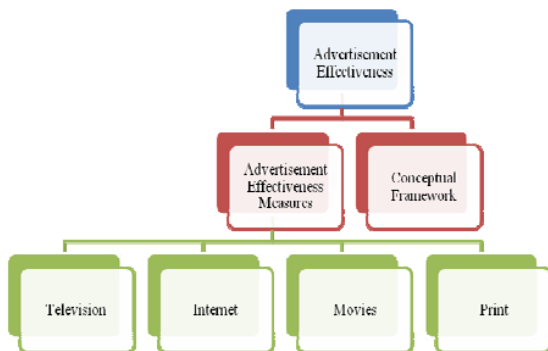 Advertisement
Effectiveness
Advertisement
Effectiveness
Measures
Conceptual
Framework
Television
Internet
Movies
Print